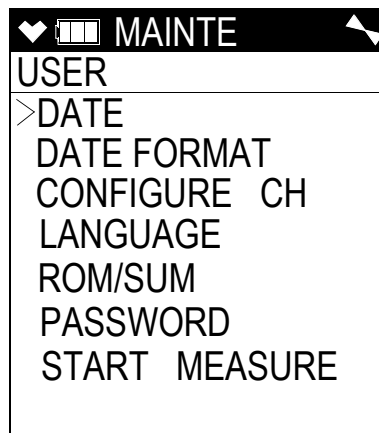 MAINTE
USER
>DATE
DATE FORMAT
CONFIGURE CH
LANGUAGE
ROM/SUM
PASSWORD
START MEASURE